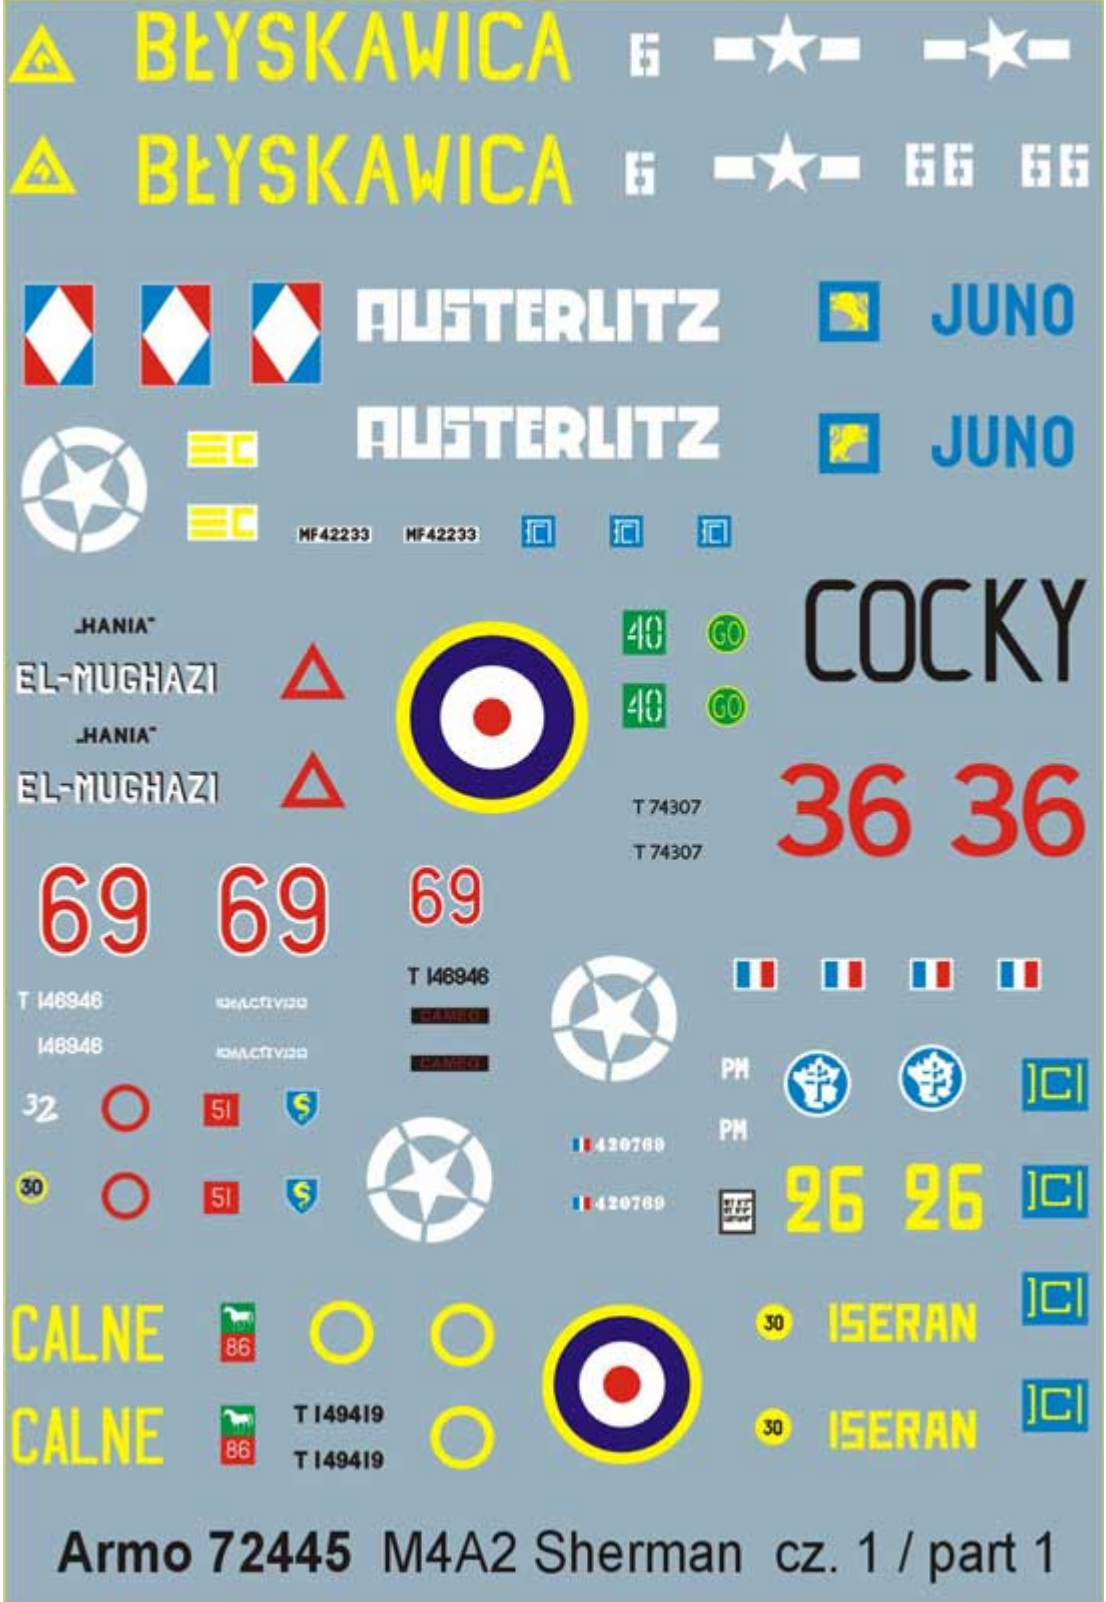 BŁYSKAWICA 6
BŁYSKAWICA 6 66 66
AUSTERLITZ JUNO
AUSTERLITZ JUNO
MF42233 MF42233
COCKY
„HANIA”
EL-MUGHAZI
40 GO
„HANIA”
EL-MUGHAZI
40 GO
T 74307
T 74307
36 36
69 69 69
T 146946
T 146946
CAMEO
146946
CAMEO
PM
32 51 S
PM
420769
30 51 S
420769
26 26
CALNE 86
30 ISERAN
CALNE 86
T 149419
30 ISERAN
T 149419
Armo 72445 M4A2 Sherman cz. 1 / part 1